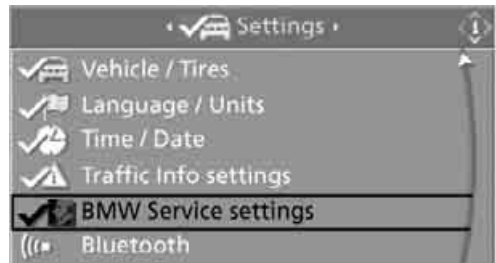 Settings
Vehicle / Tires
Language / Units
Time / Date
Traffic Info settings
BMW Service settings
Bluetooth